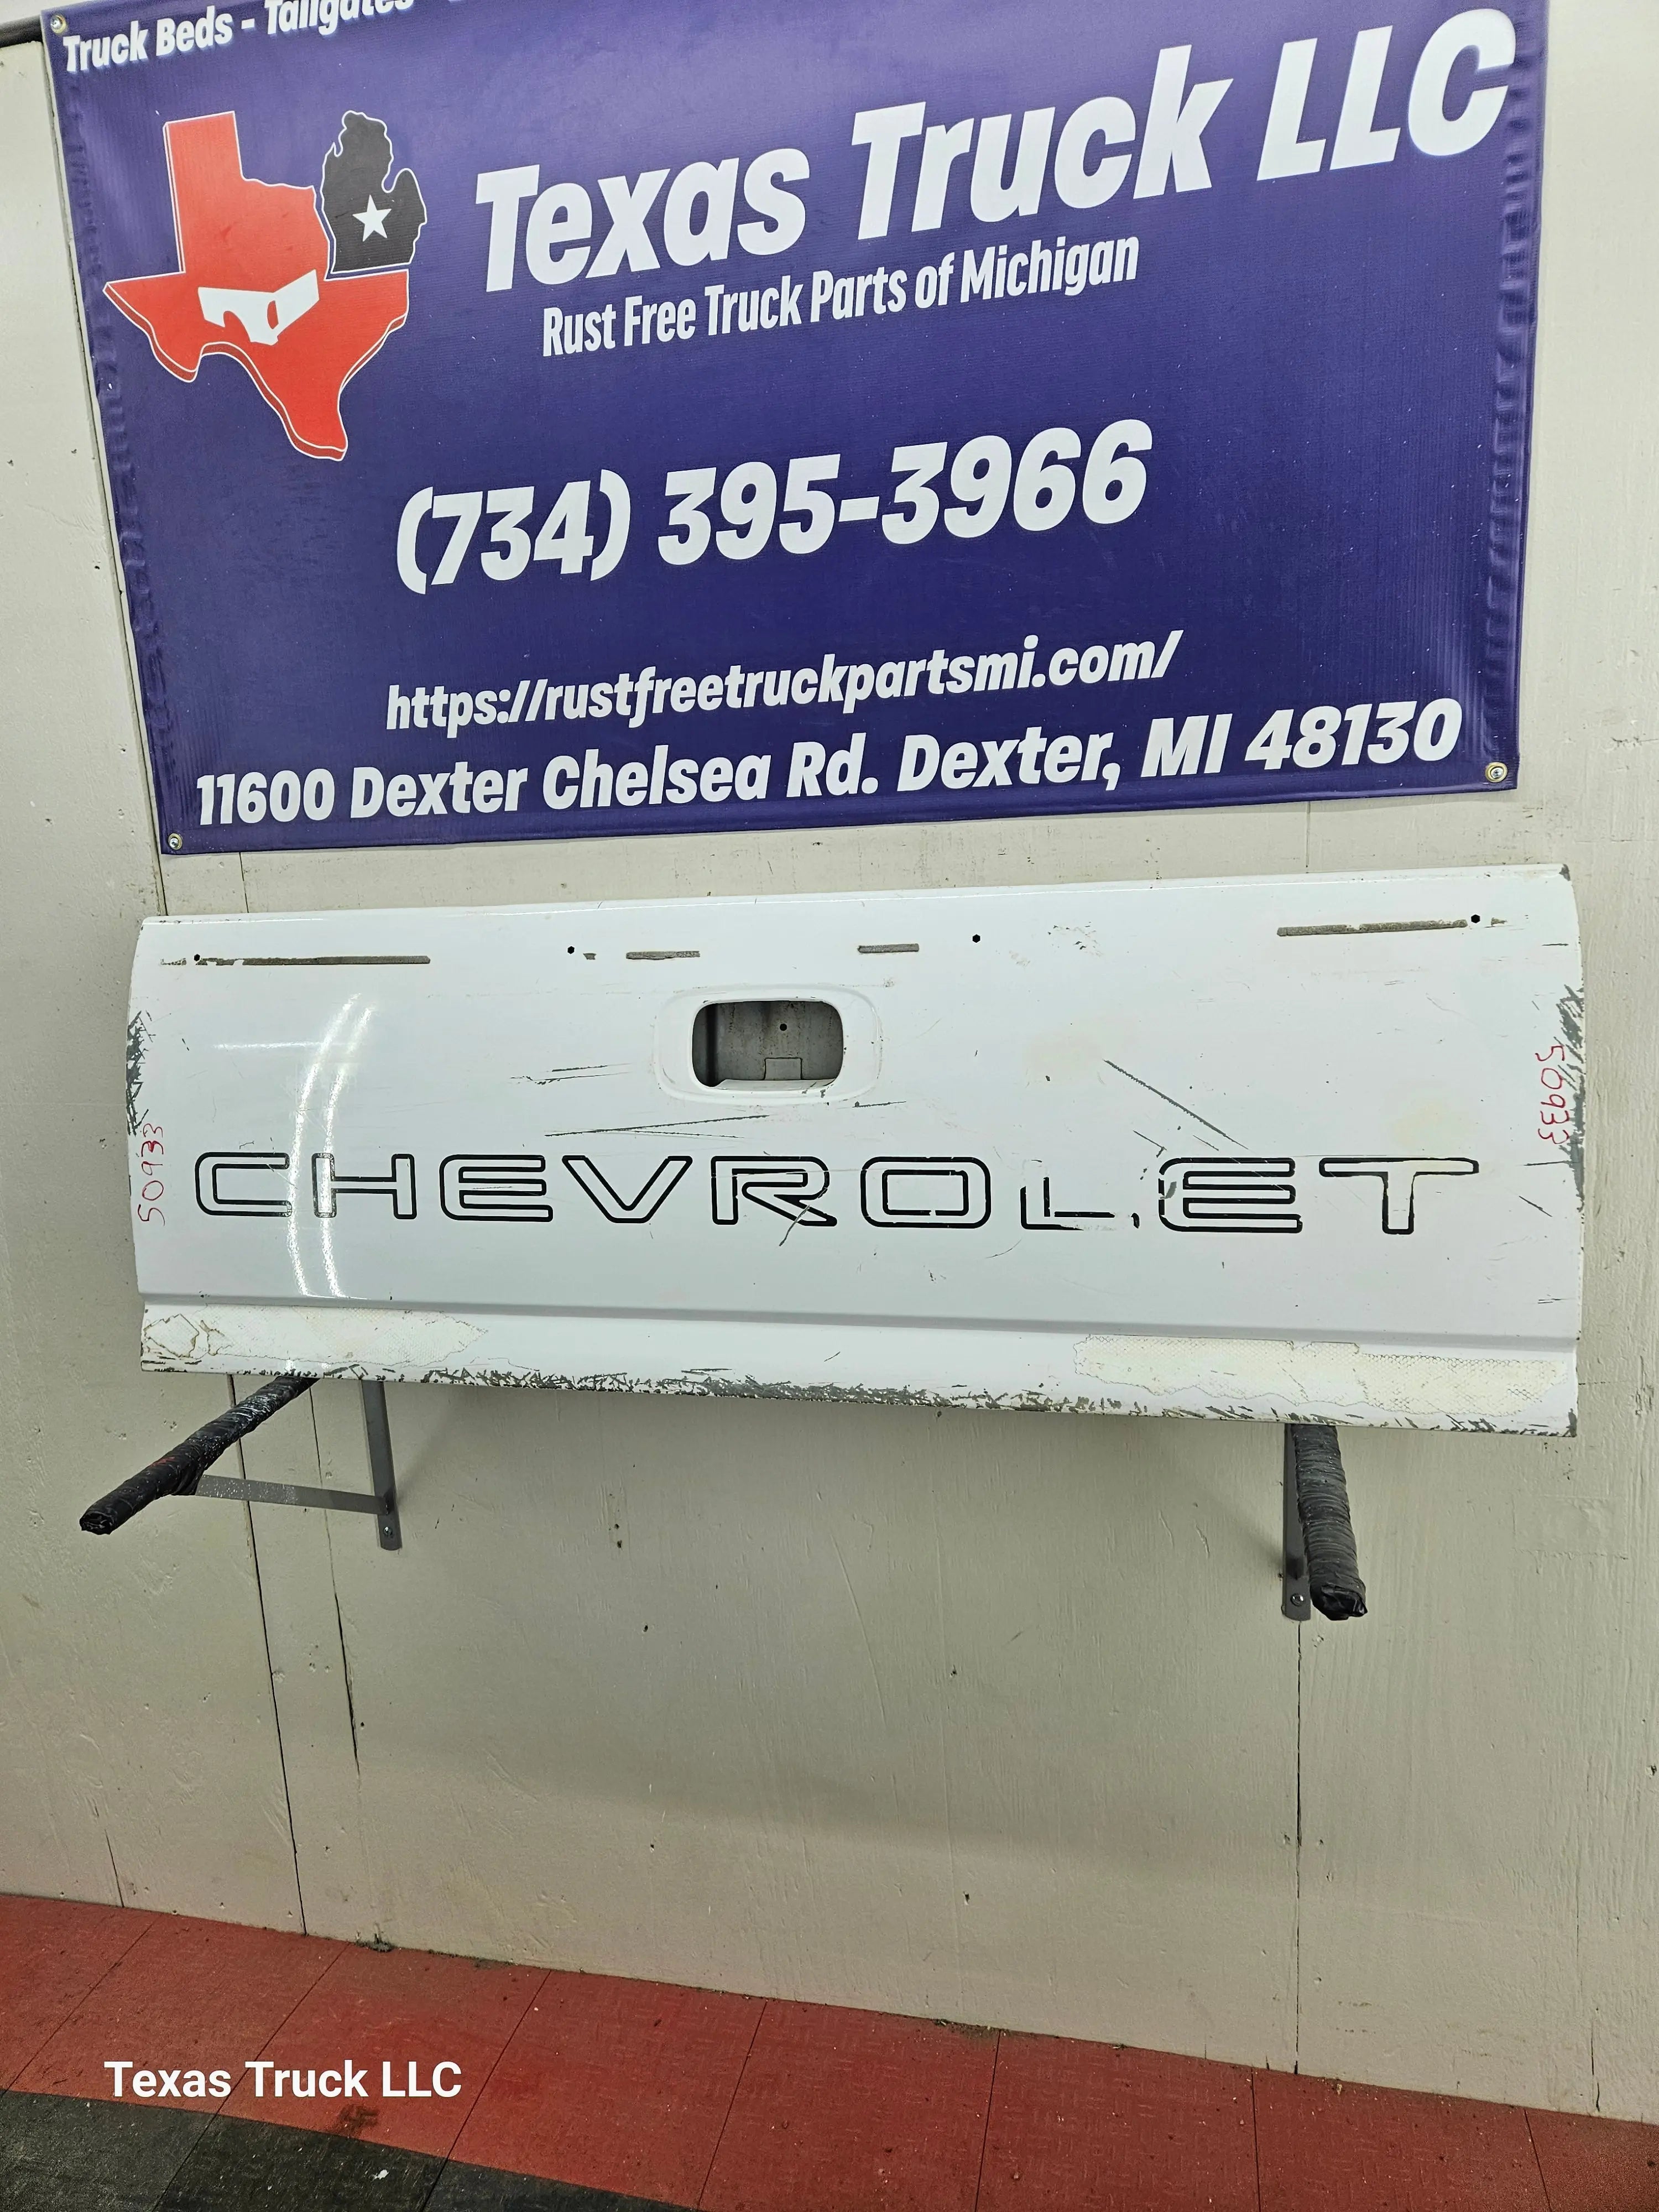 Truck Beds - Tailgates -
Texas Truck LLC
Rust Free Truck Parts of Michigan
(734) 395-3966
https://rustfreetruckpartsmi.com/
11600 Dexter Chelsea Rd. Dexter, MI 48130
50933
50933
CHEVROLET
Texas Truck LLC